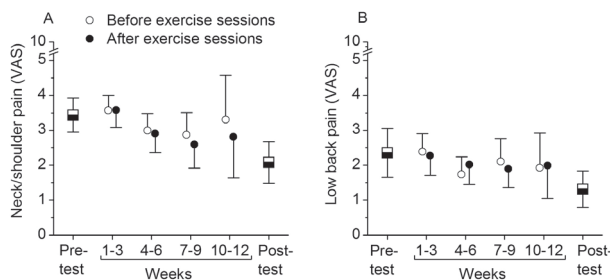 A
○ Before exercise sessions
● After exercise sessions
Neck/shoulder pain (VAS)
10
5
4
3
2
1
0
Pre-
test
1-3
4-6
7-9
10-12
Post-
test
Weeks
B
Low back pain (VAS)
10
5
4
3
2
1
0
Pre-
test
1-3
4-6
7-9
10-12
Post-
test
Weeks